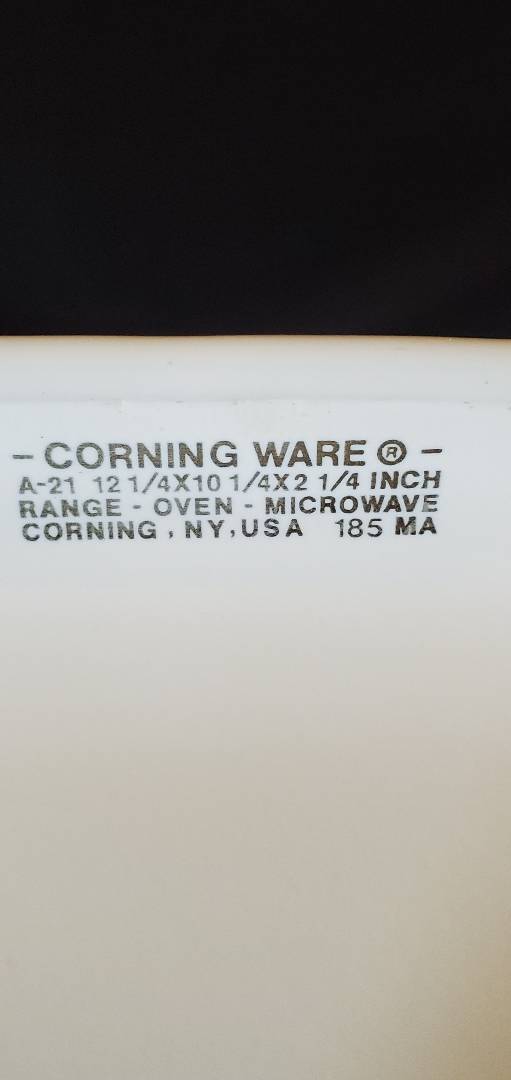 - CORNING WARE ® -
A-21 12 1/4X10 1/4X2 1/4 INCH
RANGE - OVEN - MICROWAVE
CORNING , NY, USA 185 MA